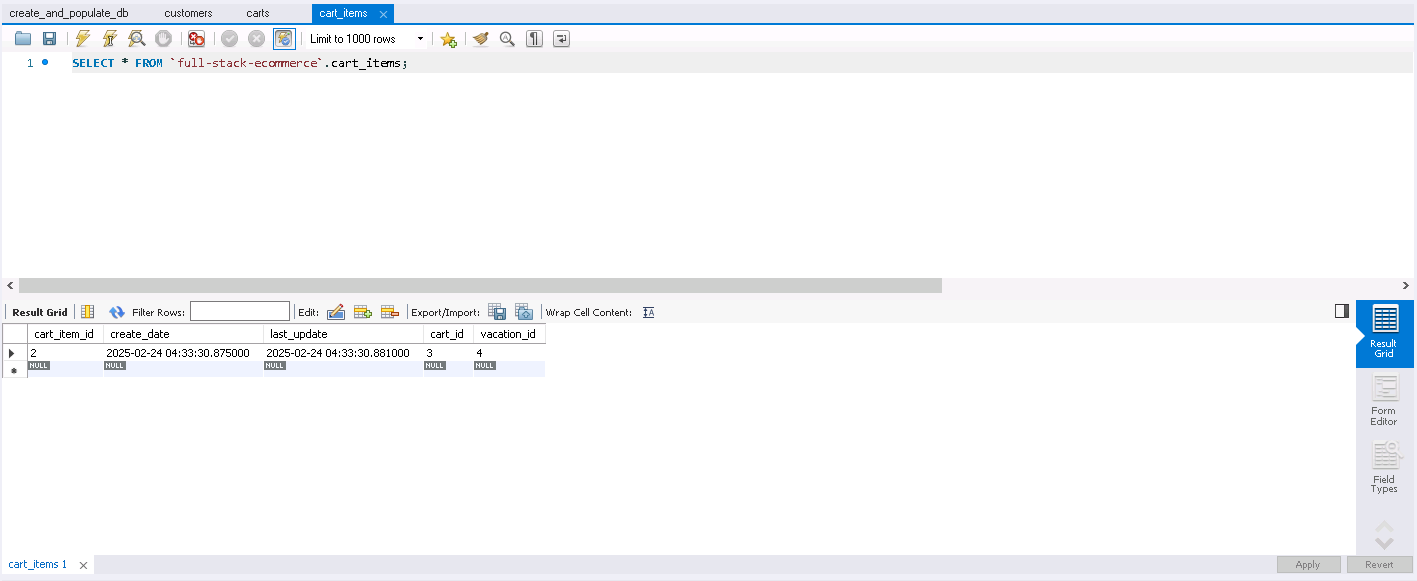 create_and_populate_db customers carts cart_items
Limit to 1000 rows
1 SELECT * FROM `full-stack-ecommerce`.cart_items;
Result Grid Filter Rows: Edit: Export/Import: Wrap Cell Content: IA
cart_item_id create_date last_update cart_id vacation_id
2 2025-02-24 04:33:30.875000 2025-02-24 04:33:30.881000 3 4
NULL NULL NULL NULL NULL
Result
Grid
Form
Editor
Field
Types
cart_items 1
Apply Revert